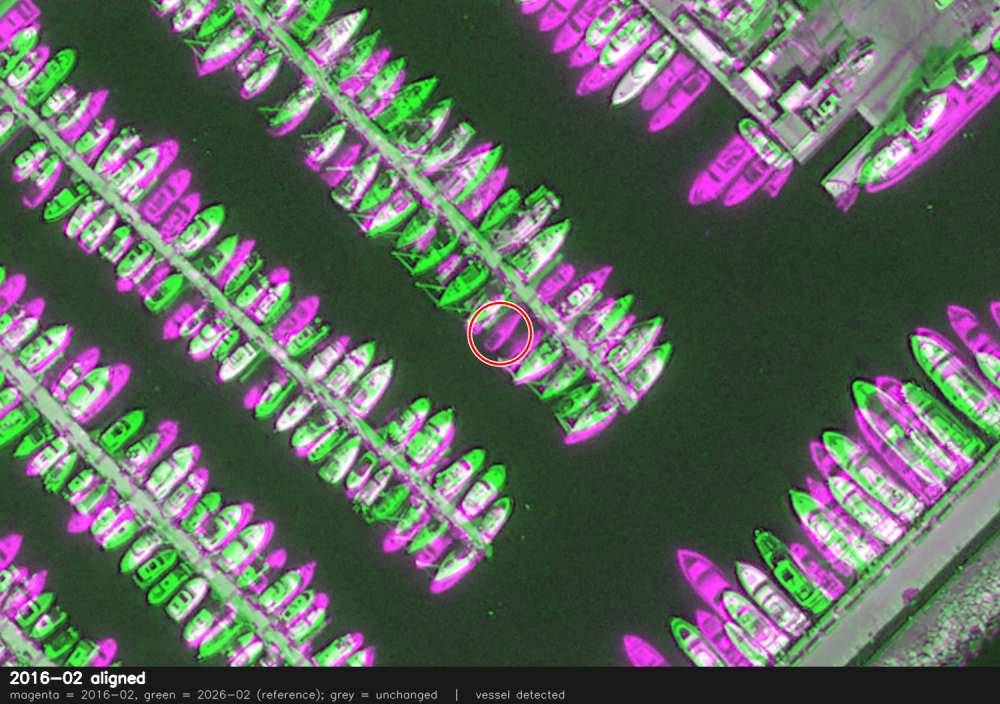 2016-02 aligned
magenta = 2016-02, green = 2026-02 (reference); grey = unchanged | vessel detected